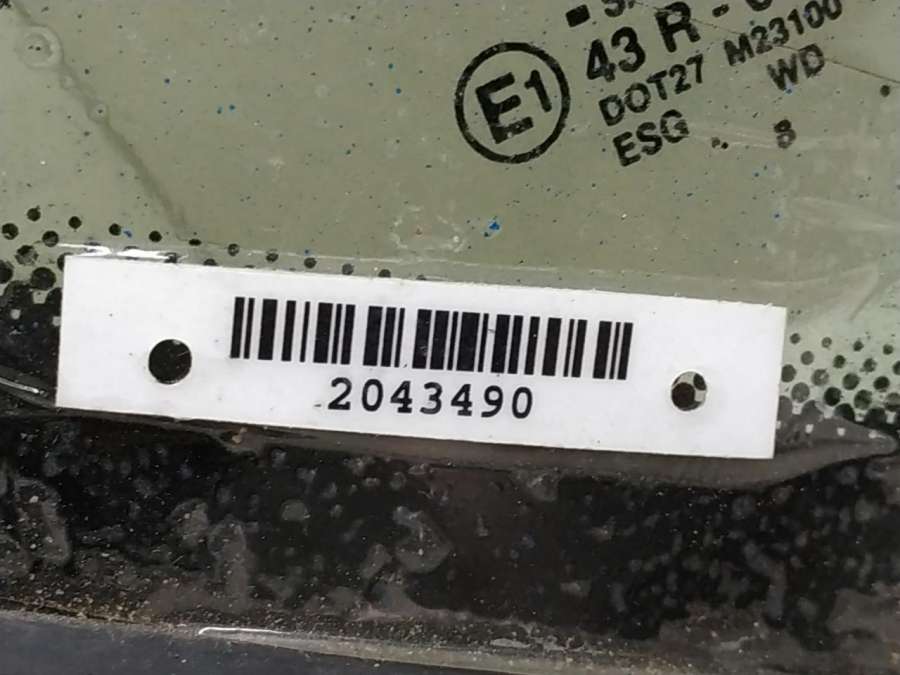 E1
43 R -
DOT27 M23100
ESG WD
8
2043490